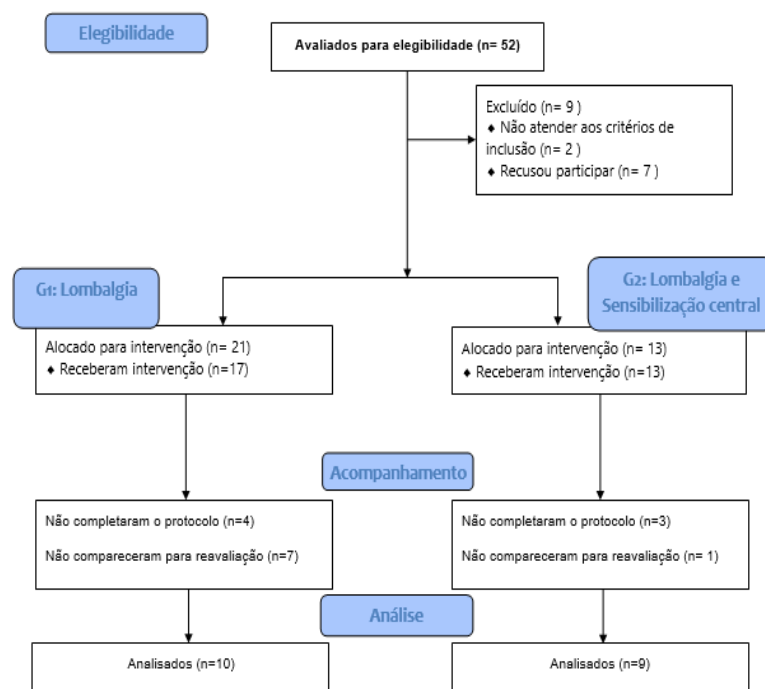 Elegibilidade
Avaliados para elegibilidade (n= 52)
Excluído (n= 9 )
♦ Não atender aos critérios de
inclusão (n= 2 )
♦ Recusou participar (n= 7 )
G1: Lombalgia
G2: Lombalgia e
Sensibilização central
Alocado para intervenção (n= 21)
♦ Receberam intervenção (n=17)
Alocado para intervenção (n= 13)
♦ Receberam intervenção (n=13)
Acompanhamento
Não completaram o protocolo (n=4)
Não compareceram para reavaliação (n=7)
Não completaram o protocolo (n=3)
Não compareceram para reavaliação (n= 1)
Análise
Analisados (n=10)
Analisados (n=9)